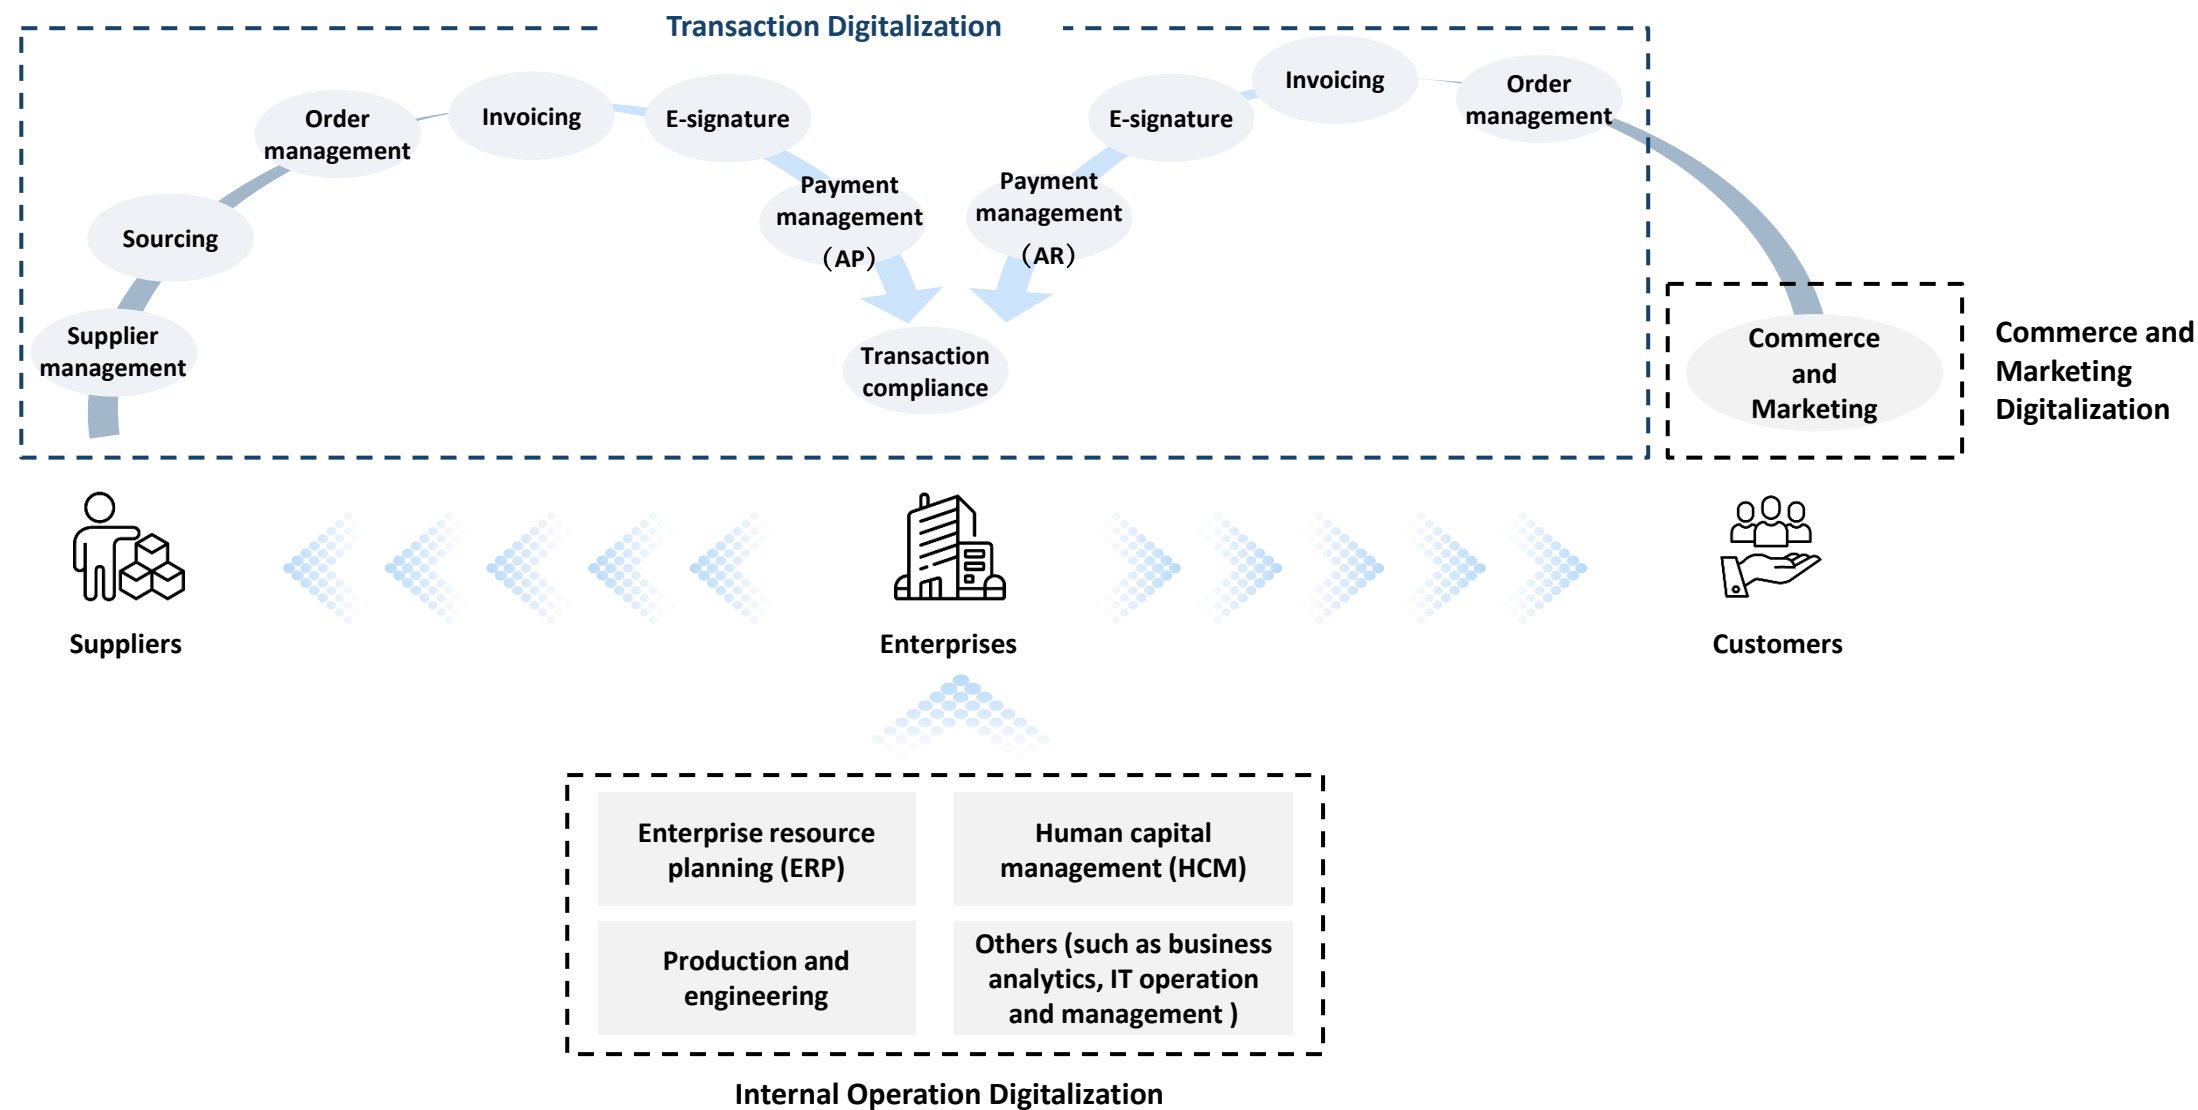 Transaction Digitalization
Supplier
management
Sourcing
Order
management
Invoicing
E-signature
Payment
management
（AP）
Payment
management
（AR）
E-signature
Invoicing
Order
management
Transaction
compliance
Commerce
and
Marketing
Commerce and
Marketing
Digitalization
Suppliers
Enterprises
Customers
Enterprise resource
planning (ERP)
Human capital
management (HCM)
Production and
engineering
Others (such as business
analytics, IT operation
and management )
Internal Operation Digitalization